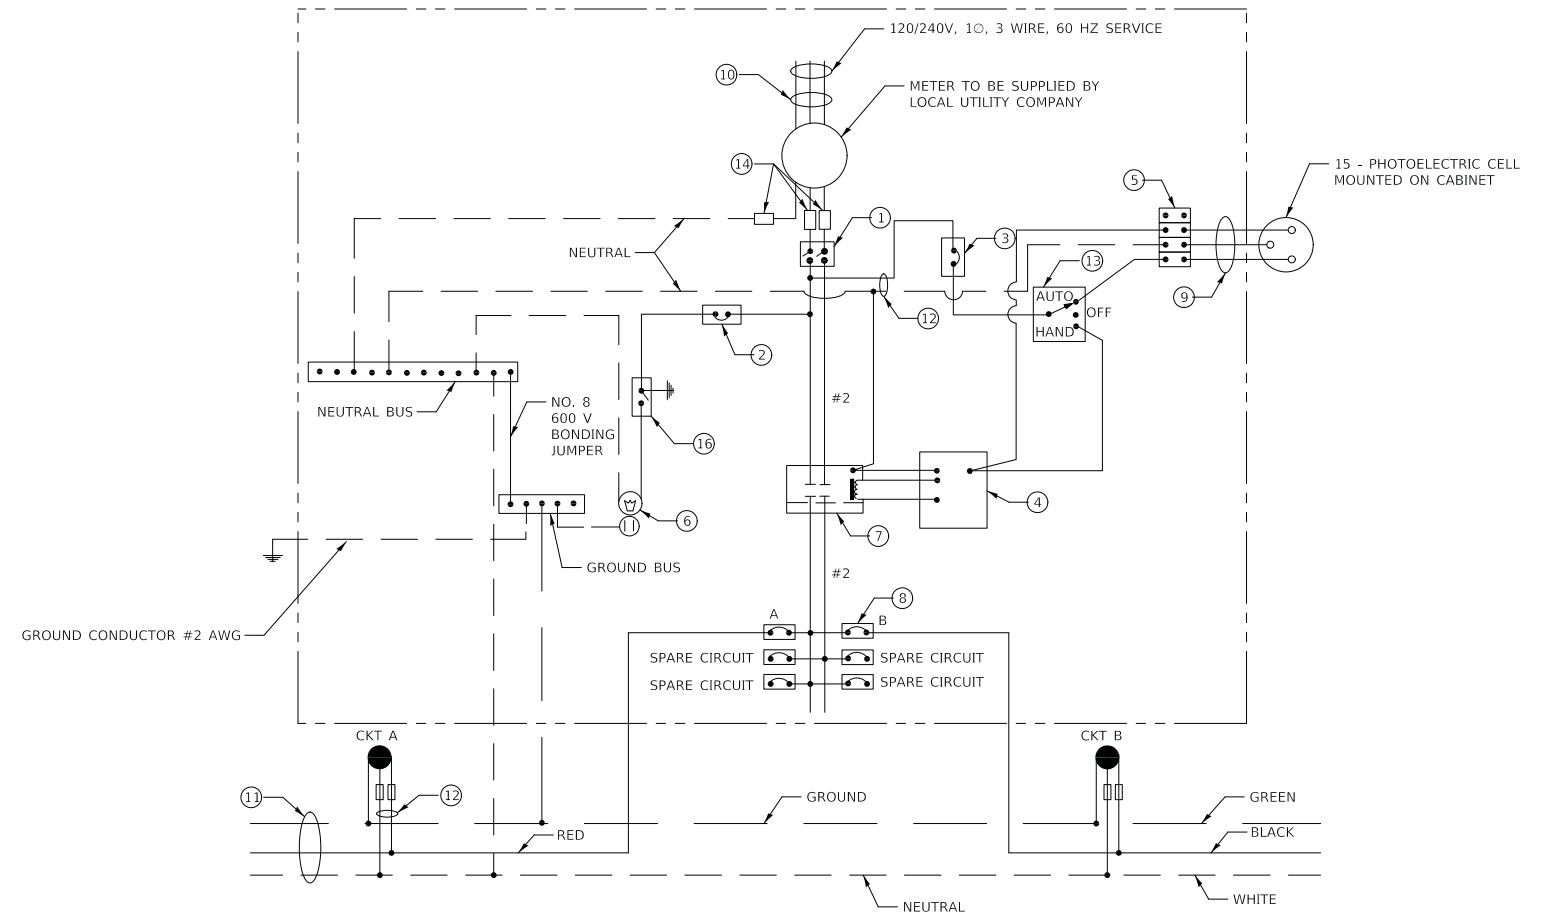 120/240V, 1∅, 3 WIRE, 60 HZ SERVICE
10
METER TO BE SUPPLIED BY
LOCAL UTILITY COMPANY
14
15 - PHOTOELECTRIC CELL
MOUNTED ON CABINET
5
1
3
NEUTRAL
13
9
AUTO
OFF
HAND
12
2
NEUTRAL BUS
NO. 8
600 V
BONDING
JUMPER
#2
16
4
6
7
GROUND BUS
#2
GROUND CONDUCTOR #2 AWG
8
A
B
SPARE CIRCUIT
SPARE CIRCUIT
SPARE CIRCUIT
SPARE CIRCUIT
CKT A
CKT B
11
12
GROUND
GREEN
RED
BLACK
NEUTRAL
WHITE